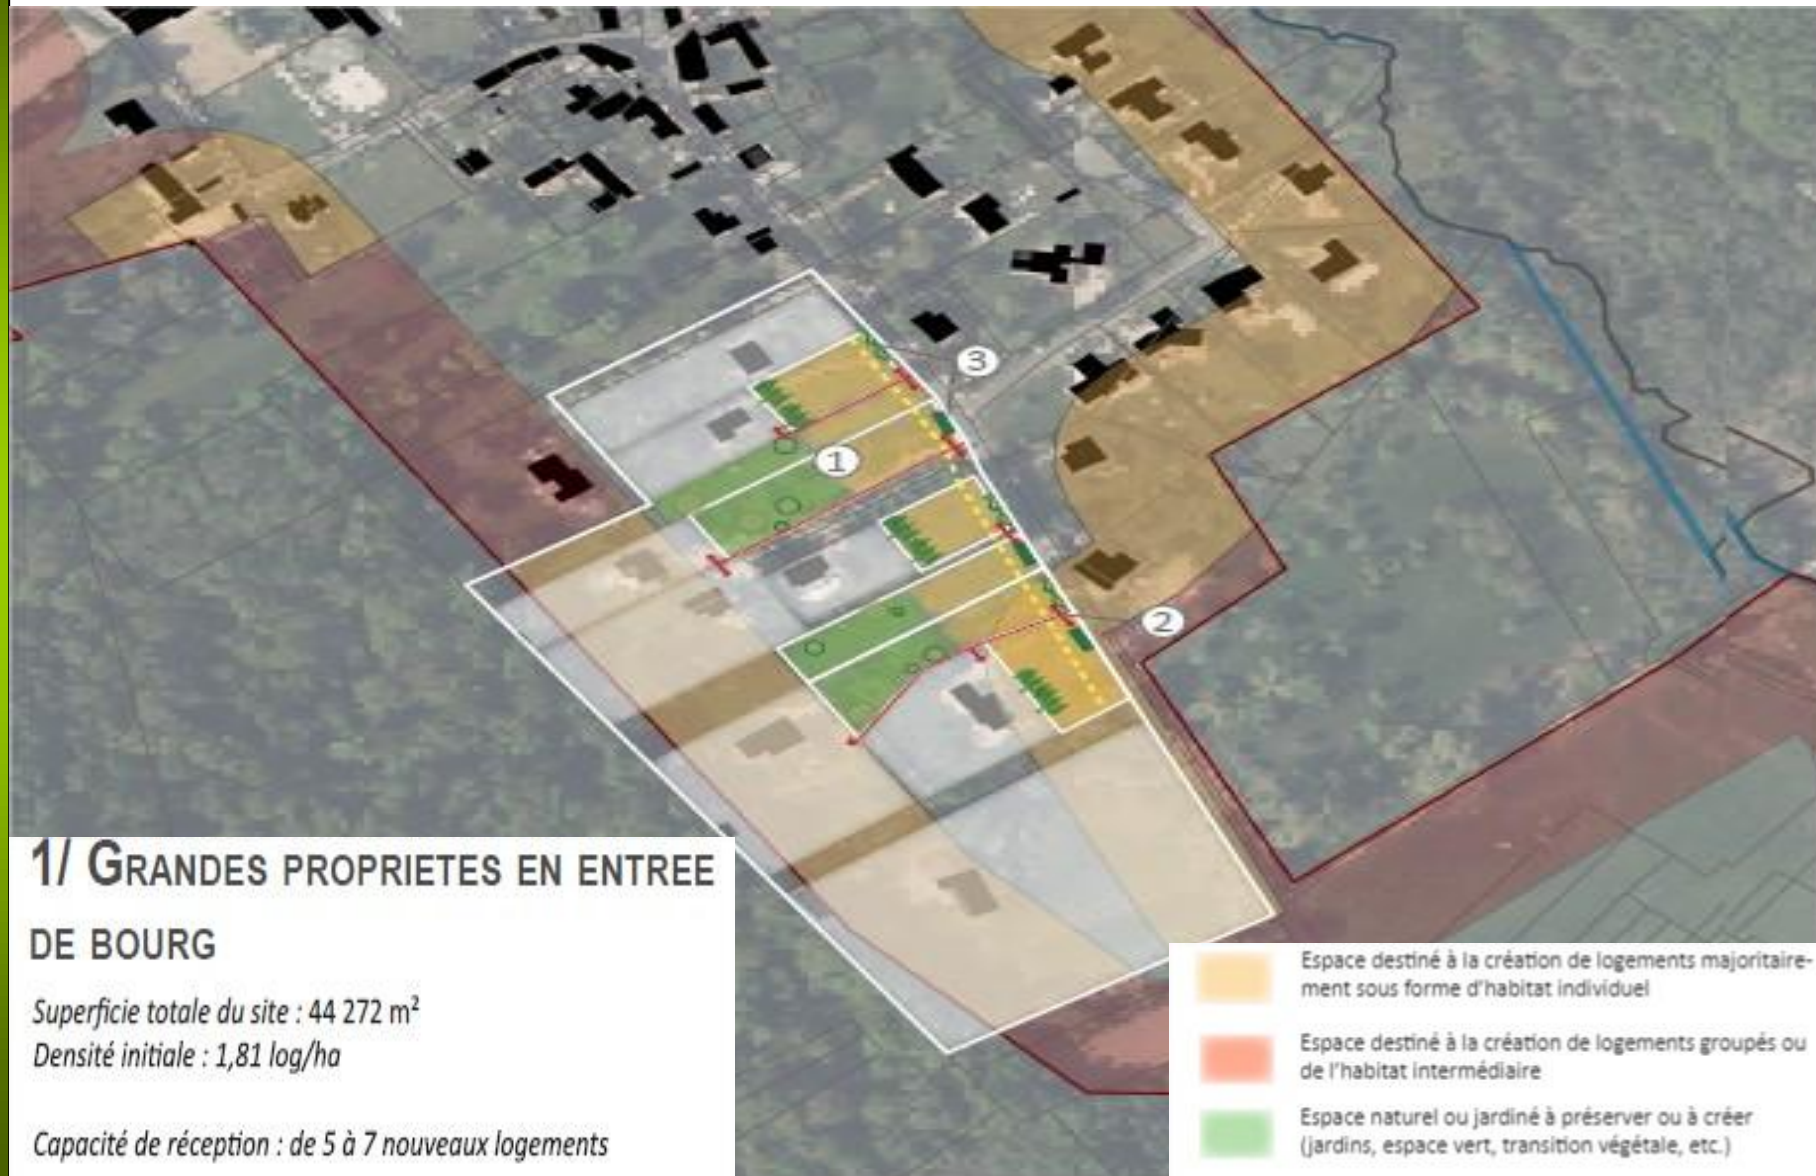 3
1
2
1/ GRANDES PROPRIETES EN ENTREE
DE BOURG
Superficie totale du site : 44 272 m²
Densité initiale : 1,81 log/ha
Capacité de réception : de 5 à 7 nouveaux logements
Espace destiné à la création de logements majoritaire-
ment sous forme d'habitat individuel
Espace destiné à la création de logements groupés ou
de l'habitat intermédiaire
Espace naturel ou jardiné à préserver ou à créer
(jardins, espace vert, transition végétale, etc.)